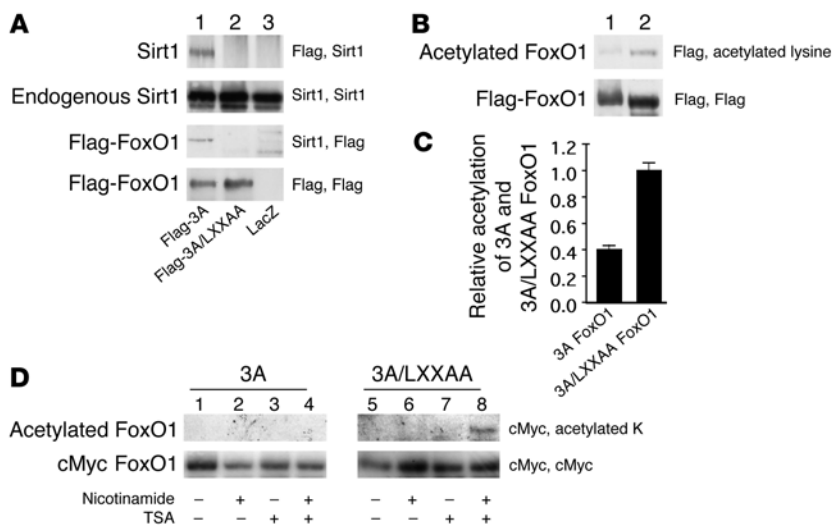 A
1 2 3
Sirt1 Flag, Sirt1
Endogenous Sirt1 Sirt1, Sirt1
Flag-FoxO1 Sirt1, Flag
Flag-FoxO1 Flag, Flag
Flag-3A
Flag-3A/LXXAA
LacZ
B
1 2
Acetylated FoxO1 Flag, acetylated lysine
Flag-FoxO1 Flag, Flag
C
Relative acetylation
of 3A and
3A/LXXAA FoxO1
1.2
1.0
0.8
0.6
0.4
0.2
0.0
3A FoxO1
3A/LXXAA FoxO1
D
3A 3A/LXXAA
1 2 3 4 5 6 7 8
Acetylated FoxO1 cMyc, acetylated K
cMyc FoxO1 cMyc, cMyc
Nicotinamide – + – + – + – +
TSA – – + + – – + +